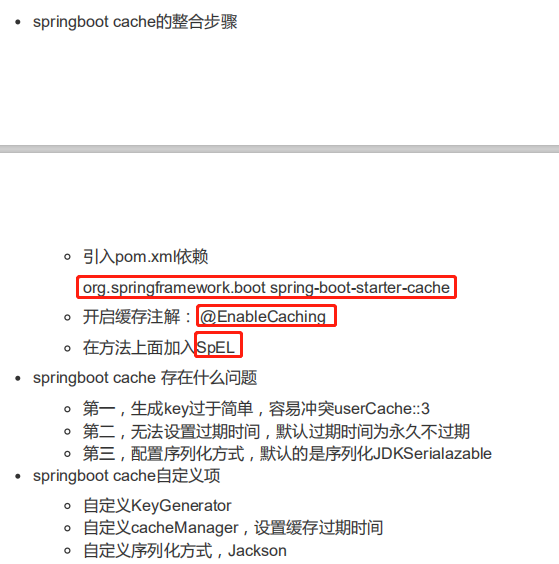 springboot cache的整合步骤
引入pom.xml依赖
org.springframework.boot spring-boot-starter-cache
开启缓存注解：@EnableCaching
在方法上面加入SpEL
springboot cache 存在什么问题
第一，生成key过于简单，容易冲突userCache::3
第二，无法设置过期时间，默认过期时间为永久不过期
第三，配置序列化方式，默认的是序列化JDKSerialazable
springboot cache自定义项
自定义KeyGenerator
自定义cacheManager，设置缓存过期时间
自定义序列化方式，Jackson